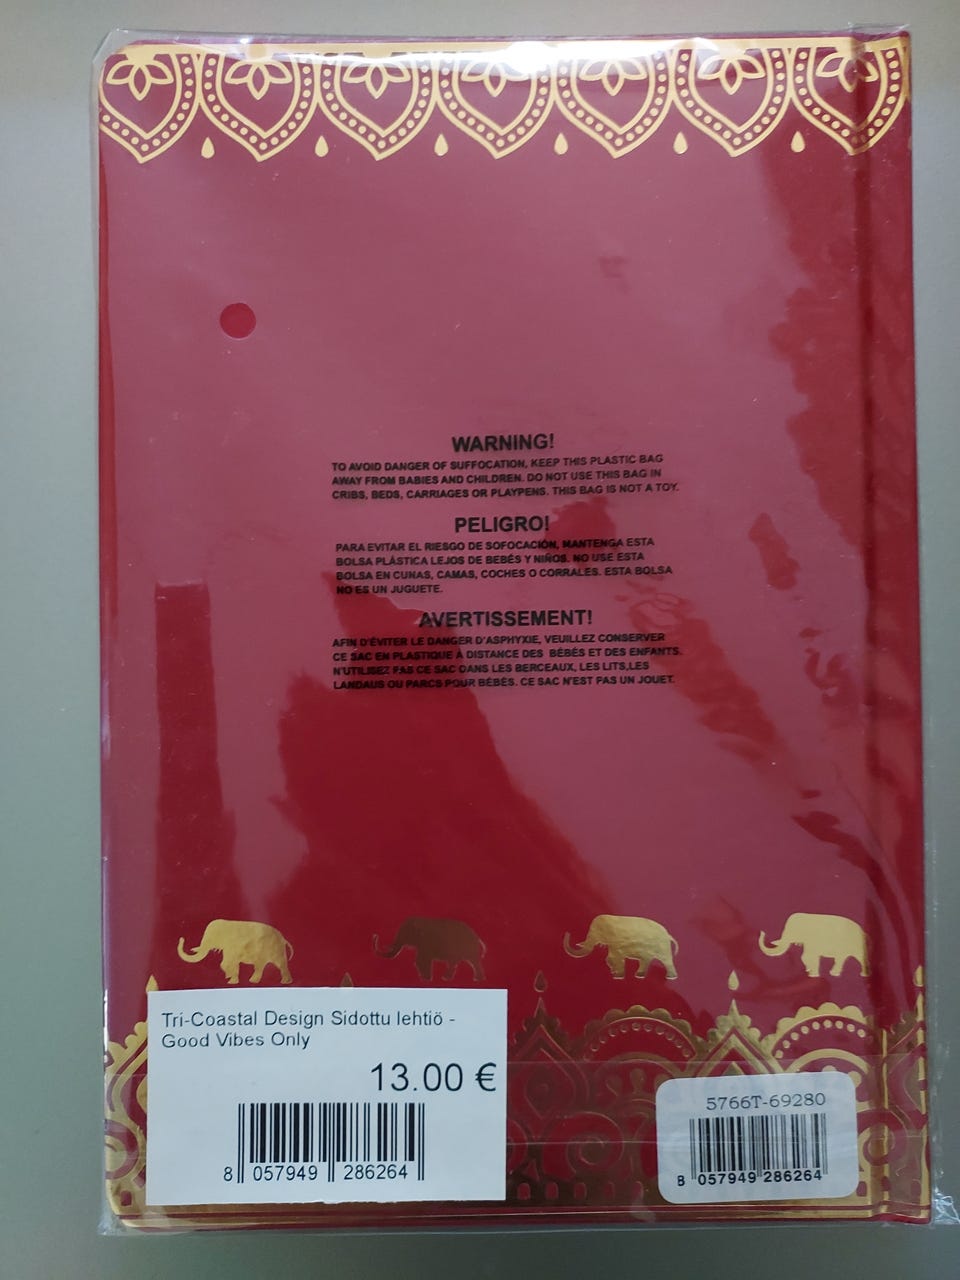 WARNING!
TO AVOID DANGER OF SUFFOCATION, KEEP THIS PLASTIC BAG
AWAY FROM BABIES AND CHILDREN. DO NOT USE THIS BAG IN
CRIBS, BEDS, CARRIAGES OR PLAYPENS. THIS BAG IS NOT A TOY.
PELIGRO!
PARA EVITAR EL RIESGO DE SOFOCACIÓN, MANTENGA ESTA
BOLSA PLÁSTICA LEJOS DE BEBÉS Y NIÑOS. NO USE ESTA
BOLSA EN CUNAS, CAMAS, COCHES O CORRALES. ESTA BOLSA
NO ES UN JUGUETE.
AVERTISSEMENT!
AFIN D'ÉVITER LE DANGER D'ASPHYXIE, VEUILLEZ CONSERVER
CE SAC EN PLASTIQUE À DISTANCE DES BÉBÉS ET DES ENFANTS.
N'UTILISEZ PAS CE SAC DANS LES BERCEAUX, LES LITS,LES
LANDAUS OU PARCS POUR BÉBÉS. CE SAC N'EST PAS UN JOUET.
Tri-Coastal Design Sidottu lehtiö -
Good Vibes Only
13.00 €
8 057949 286264
5766T-69280
8 057949 286264